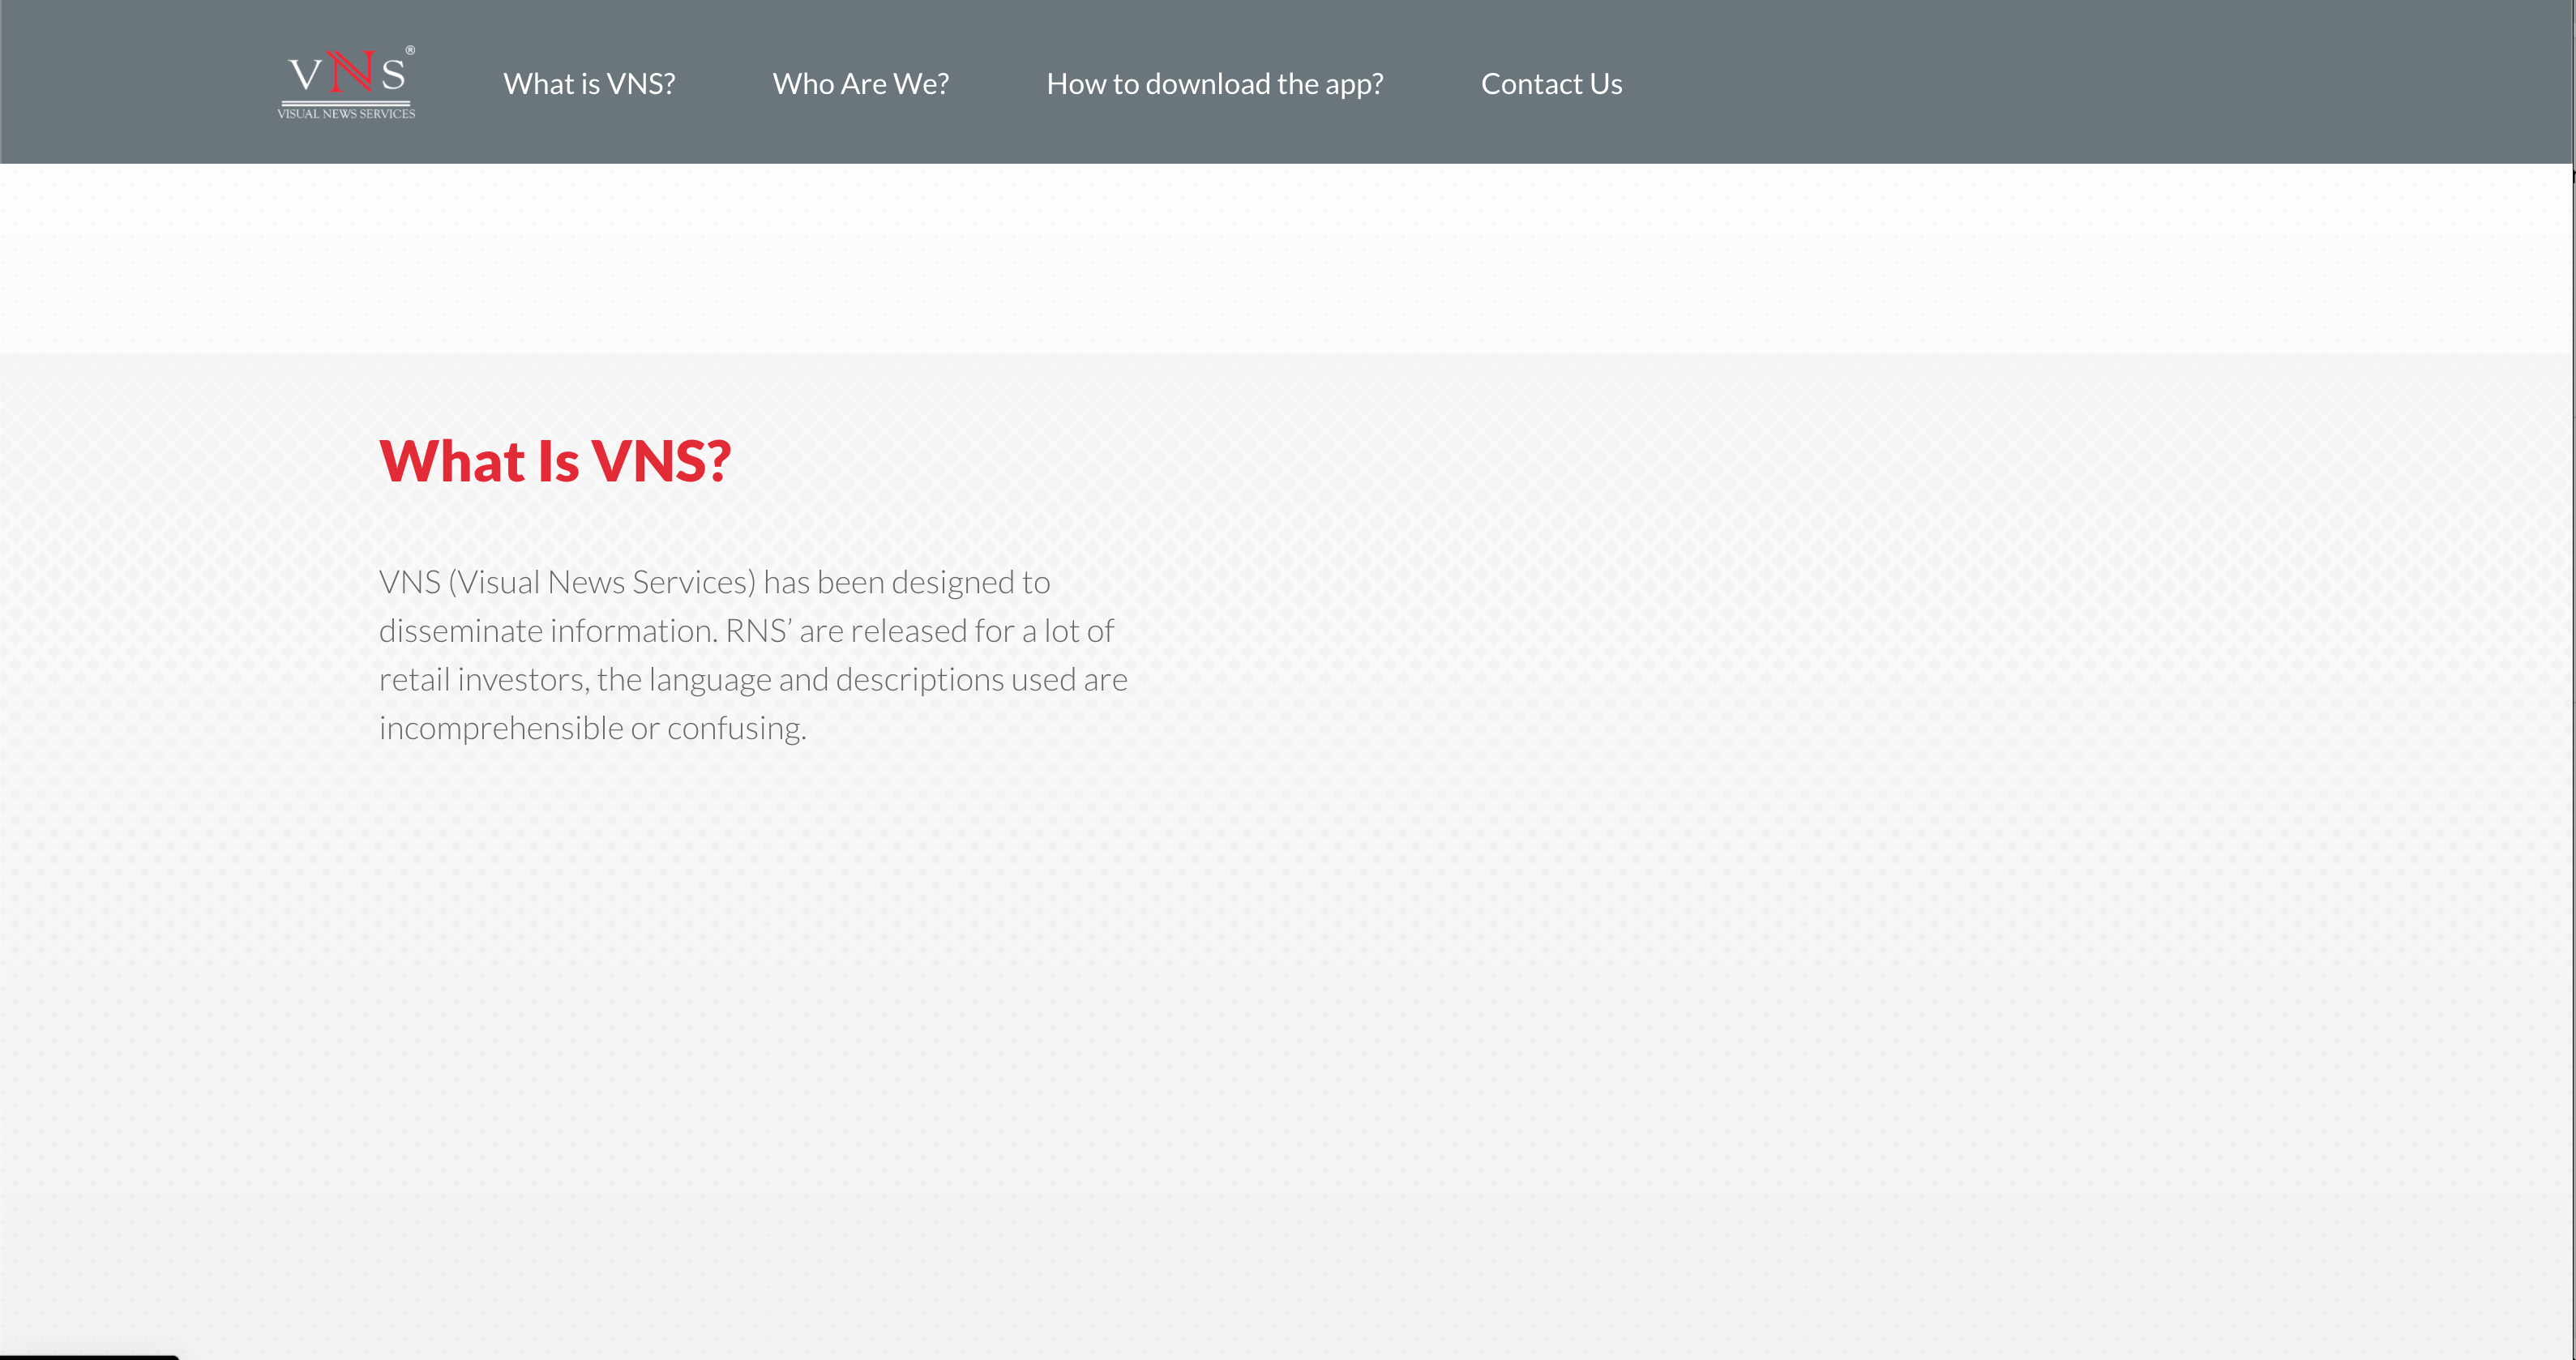 VNS®
VISUAL NEWS SERVICES
What is VNS?
Who Are We?
How to download the app?
Contact Us
What Is VNS?
VNS (Visual News Services) has been designed to
disseminate information. RNS’ are released for a lot of
retail investors, the language and descriptions used are
incomprehensible or confusing.